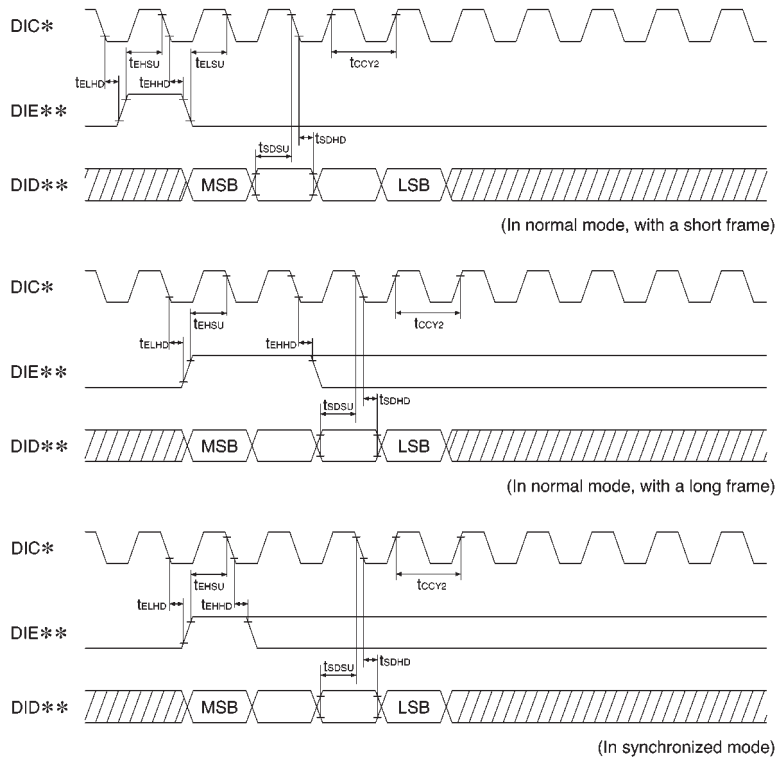 DIC*
tEHSU tELSU tCCY2
tELHD tEHHD
DIE**
tSDSU tSDHD
DID** MSB LSB
(In normal mode, with a short frame)
DIC*
tEHSU tCCY2
tELHD tEHHD
DIE**
tSDSU tSDHD
DID** MSB LSB
(In normal mode, with a long frame)
DIC*
tEHSU tCCY2
tELHD tEHHD
DIE**
tSDSU tSDHD
DID** MSB LSB
(In synchronized mode)